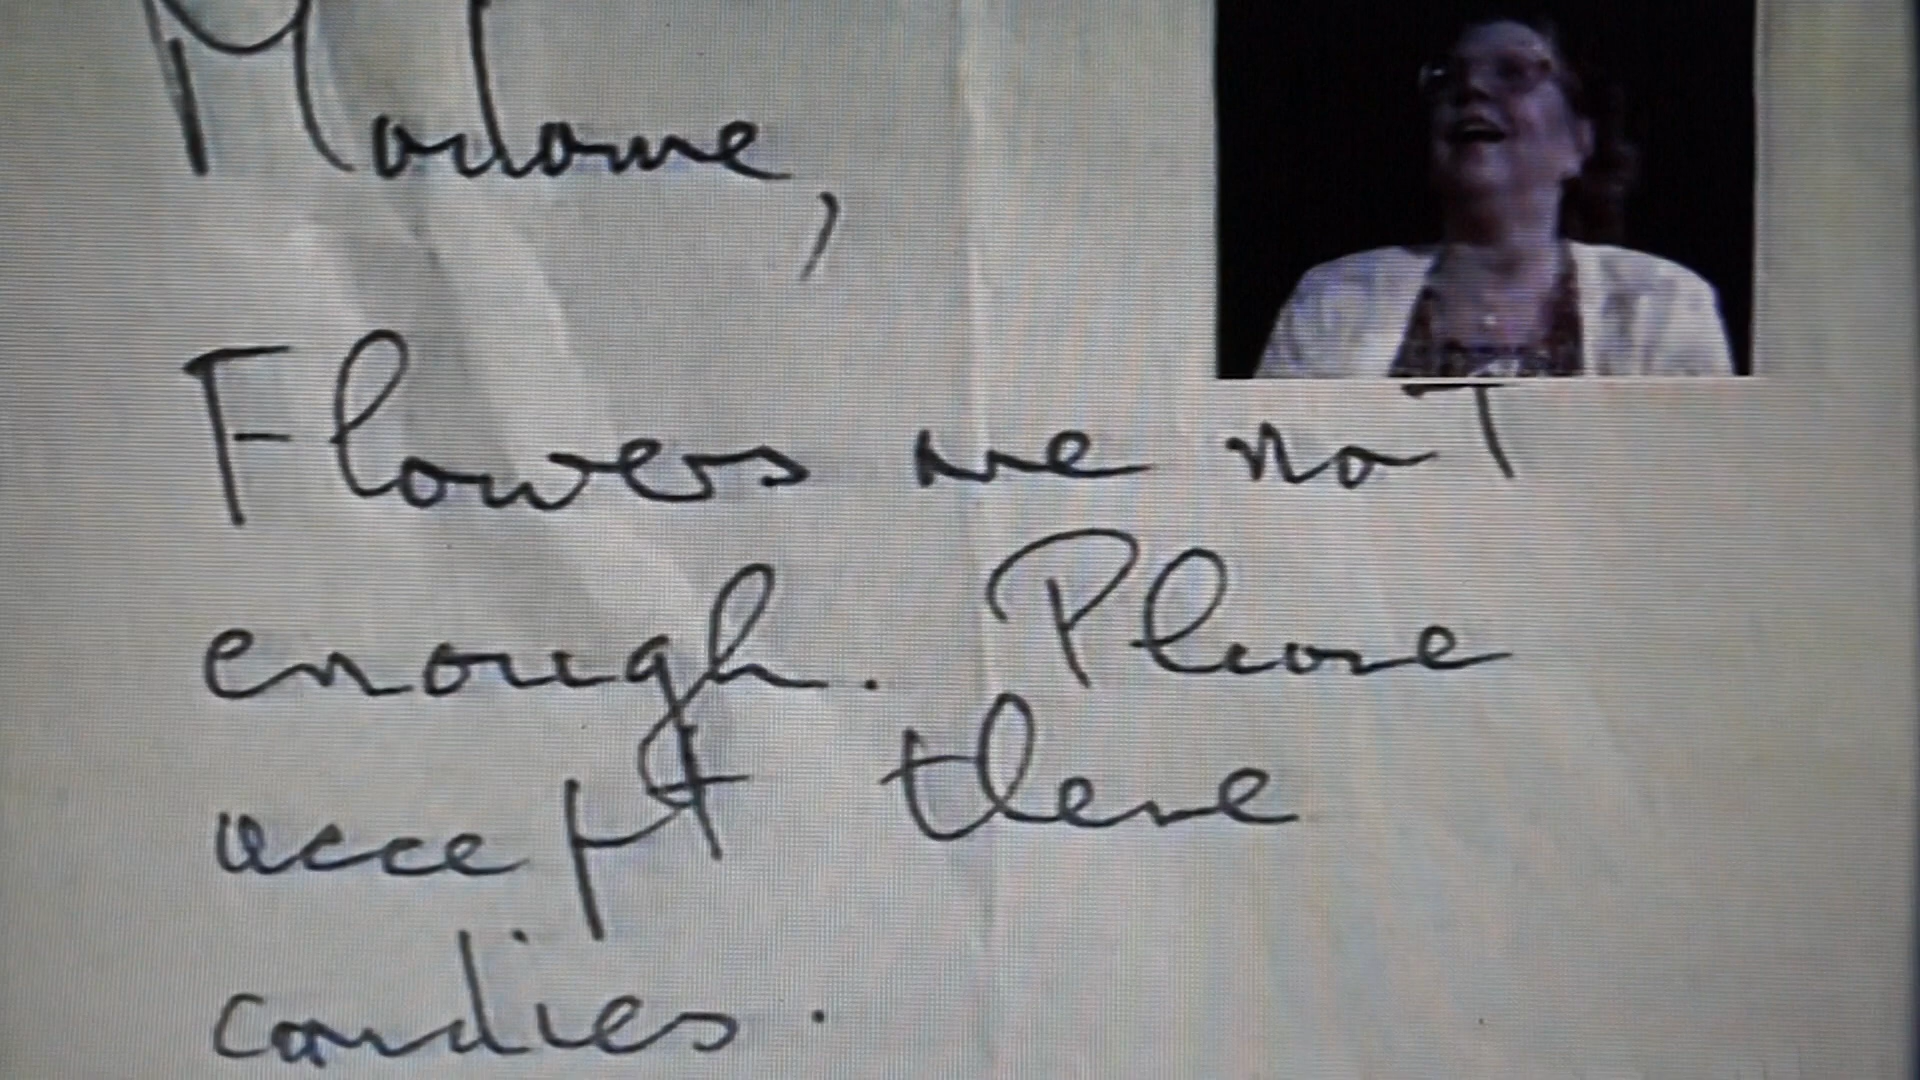 Madame,
Flowers are not
enough. Please
accept these
candies.